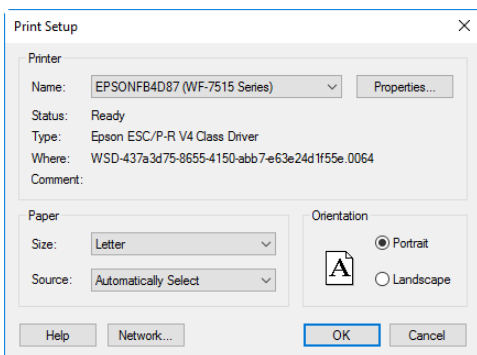 Print Setup
Printer
Name: EPSONFB4D87 (WF-7515 Series) Properties...
Status: Ready
Type: Epson ESC/P-R V4 Class Driver
Where: WSD-437a3d75-8655-4150-abb7-e63e24d1f55e.0064
Comment:
Paper
Size: Letter
Source: Automatically Select
Orientation
A
Portrait
Landscape
Help Network... OK Cancel